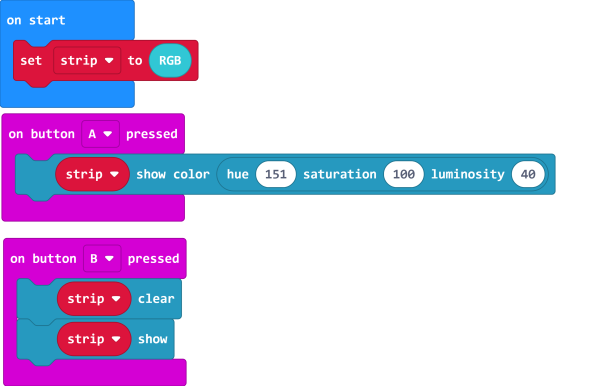 on start
set strip to RGB
on button A pressed
strip show color hue 151 saturation 100 luminosity 40
on button B pressed
strip clear
strip show